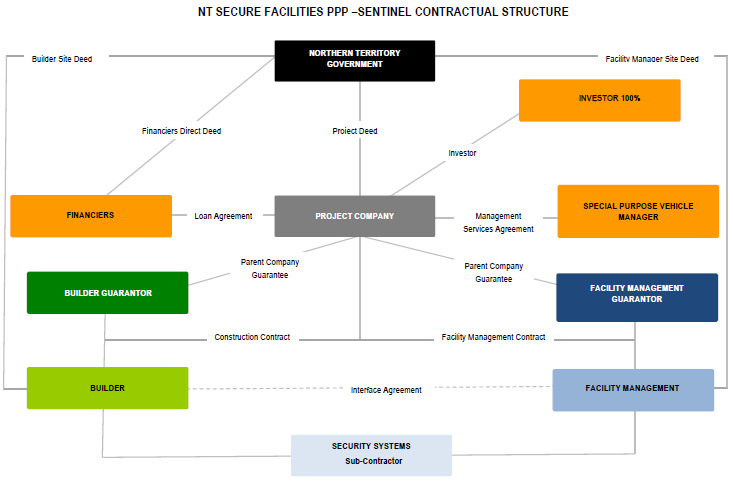 NT SECURE FACILITIES PPP –SENTINEL CONTRACTUAL STRUCTURE
NORTHERN TERRITORY
GOVERNMENT
Builder Site Deed
Facility Manager Site Deed
INVESTOR 100%
Financiers Direct Deed
Project Deed
Investor
FINANCIERS
Loan Agreement
PROJECT COMPANY
Management
Services Agreement
SPECIAL PURPOSE VEHICLE
MANAGER
Parent Company
Guarantee
Parent Company
Guarantee
BUILDER GUARANTOR
FACILITY MANAGEMENT
GUARANTOR
Construction Contract
Facility Management Contract
BUILDER
Interface Agreement
FACILITY MANAGEMENT
SECURITY SYSTEMS
Sub-Contractor